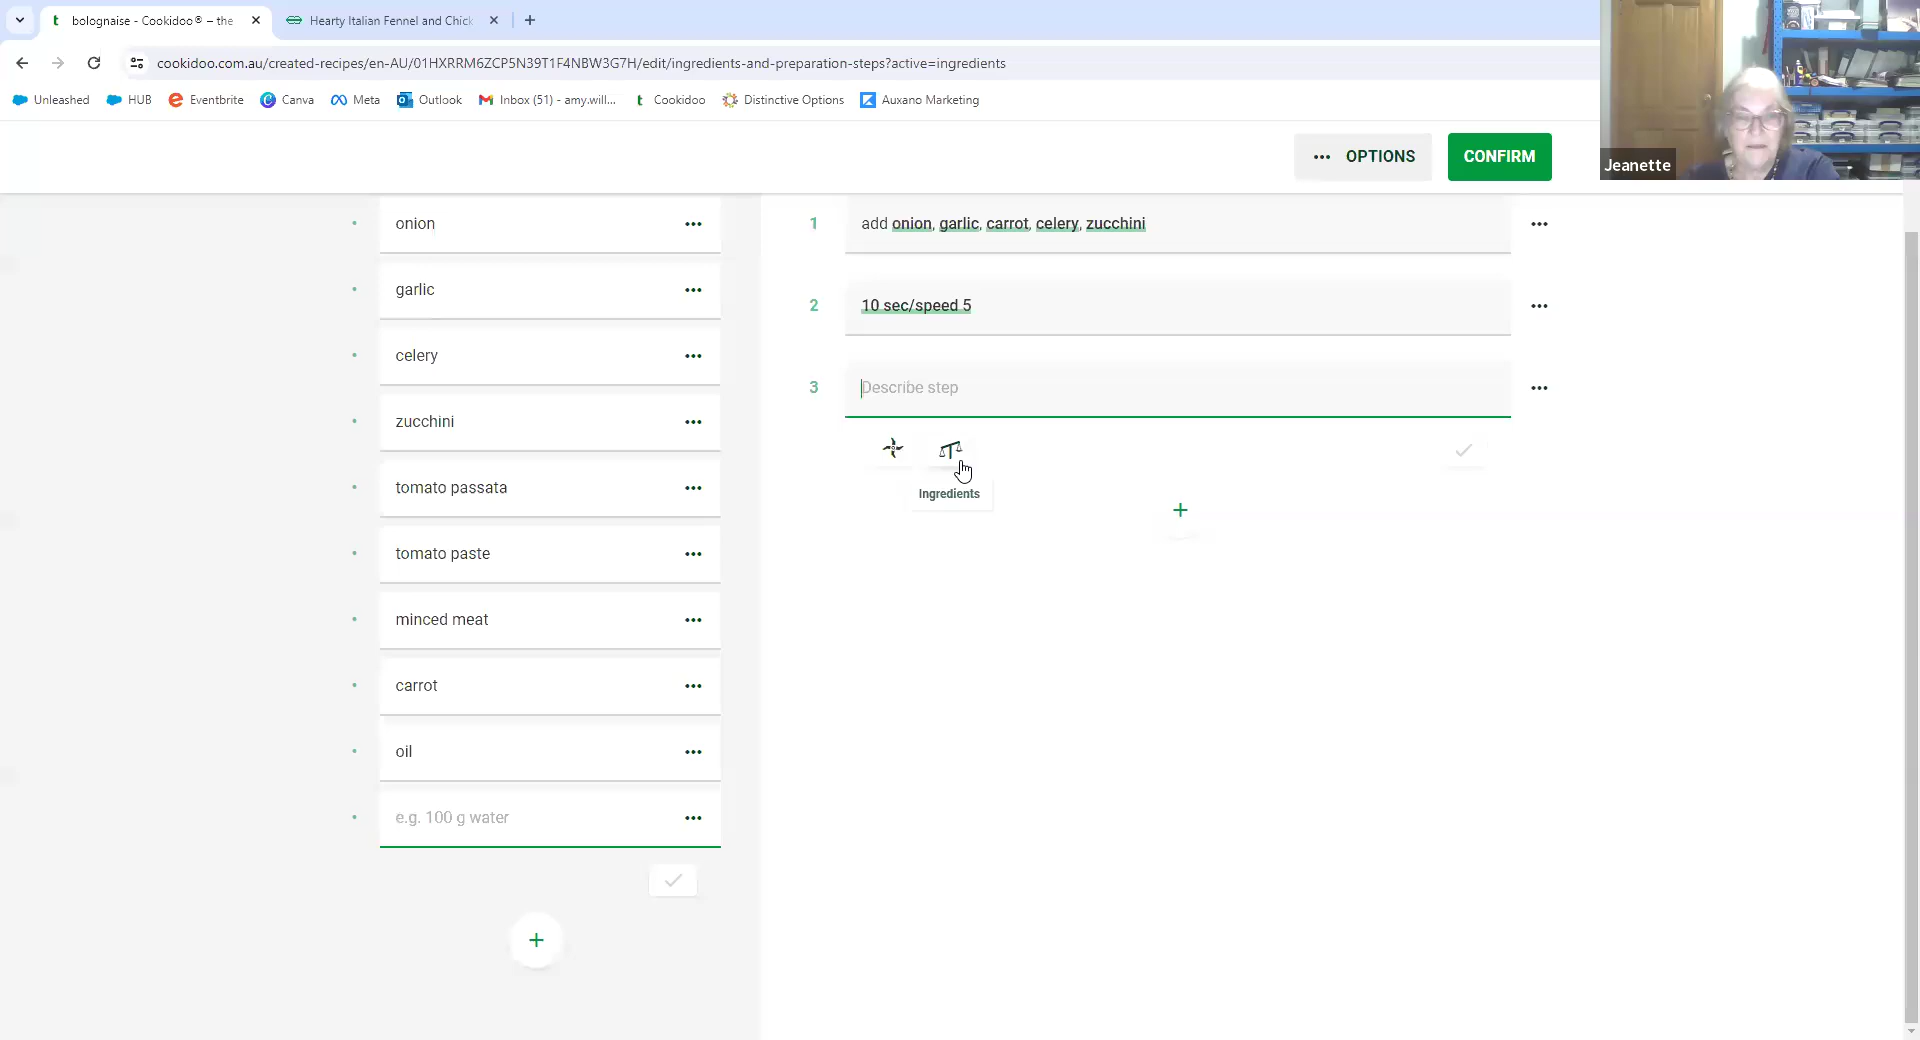 bolognaise - Cookidoo® – the
Hearty Italian Fennel and Chick
cookidoo.com.au/created-recipes/en-AU/01HXRRM6ZCP5N39T1F4NBW3G7H/edit/ingredients-and-preparation-steps?active=ingredients
Unleashed
HUB
Eventbrite
Canva
Meta
Outlook
Inbox (51) - amy.will...
Cookidoo
Distinctive Options
Auxano Marketing
••• OPTIONS
CONFIRM
Jeanette
onion
garlic
celery
zucchini
tomato passata
tomato paste
minced meat
carrot
oil
e.g. 100 g water
1 add onion, garlic, carrot, celery, zucchini
2 10 sec/speed 5
3 Describe step
Ingredients